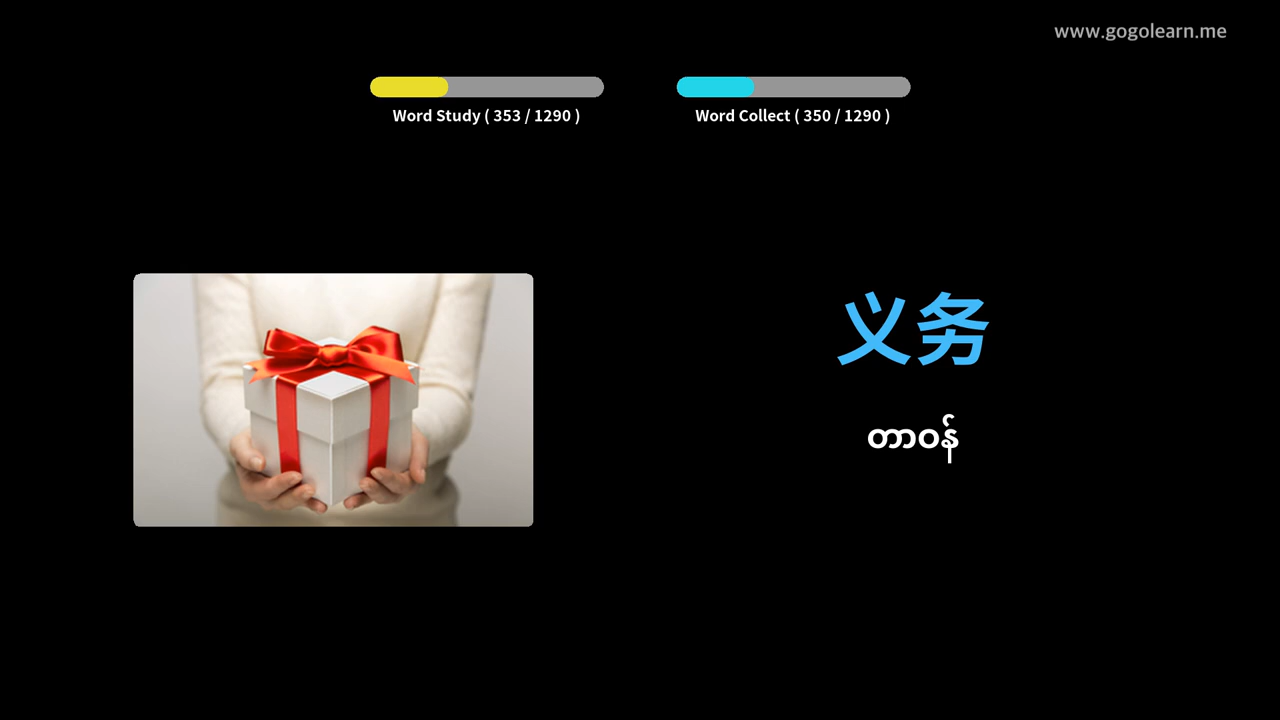 www.gogolearn.me
Word Study ( 353 / 1290 )
Word Collect ( 350 / 1290 )
义务
တာဝန်